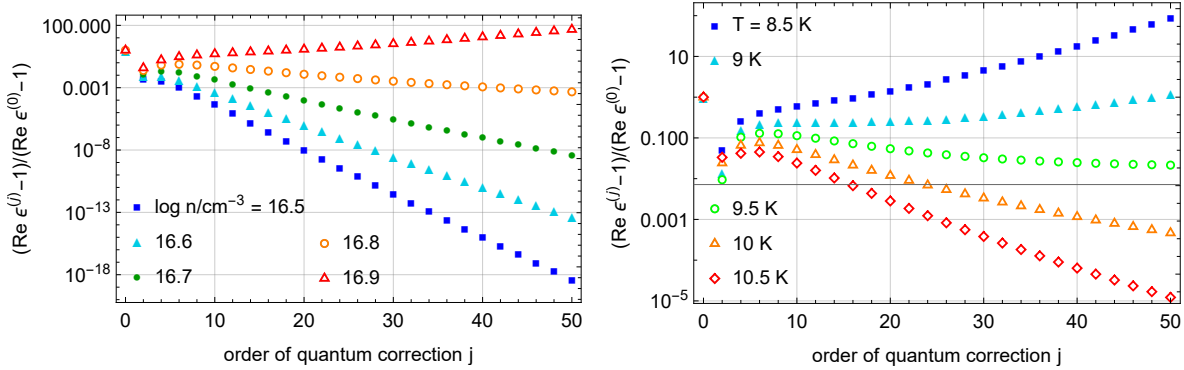 (Re ϵ^(j)−1)/(Re ϵ^(0)−1)
100.000
0.001
10^−8
10^−13
10^−18
log n/cm^−3 = 16.5
16.6
16.7
16.8
16.9
0 10 20 30 40 50
order of quantum correction j
(Re ϵ^(j)−1)/(Re ϵ^(0)−1)
10
0.100
0.001
10^−5
T = 8.5 K
9 K
9.5 K
10 K
10.5 K
0 10 20 30 40 50
order of quantum correction j